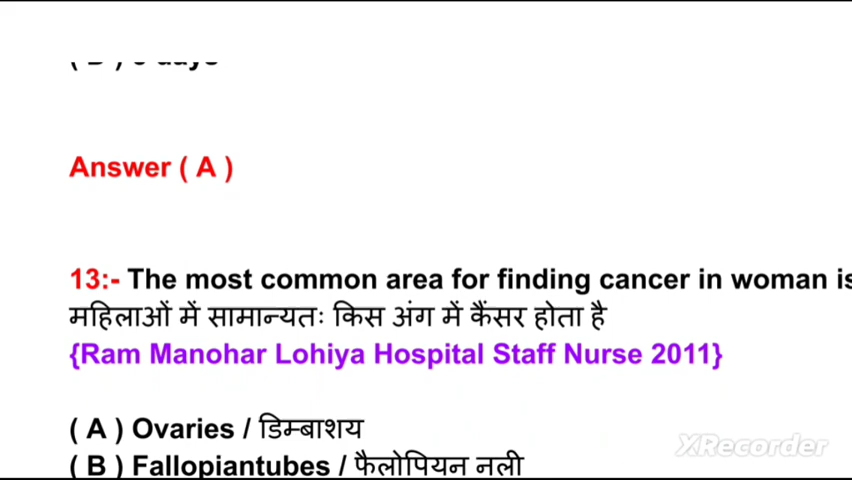 Answer ( A )
13:- The most common area for finding cancer in woman is
महिलाओं में सामान्यतः किस अंग में कैंसर होता है
{Ram Manohar Lohiya Hospital Staff Nurse 2011}
( A ) Ovaries / डिम्बाशय
( B ) Fallopiantubes / फैलोपियन नली
XRecorder